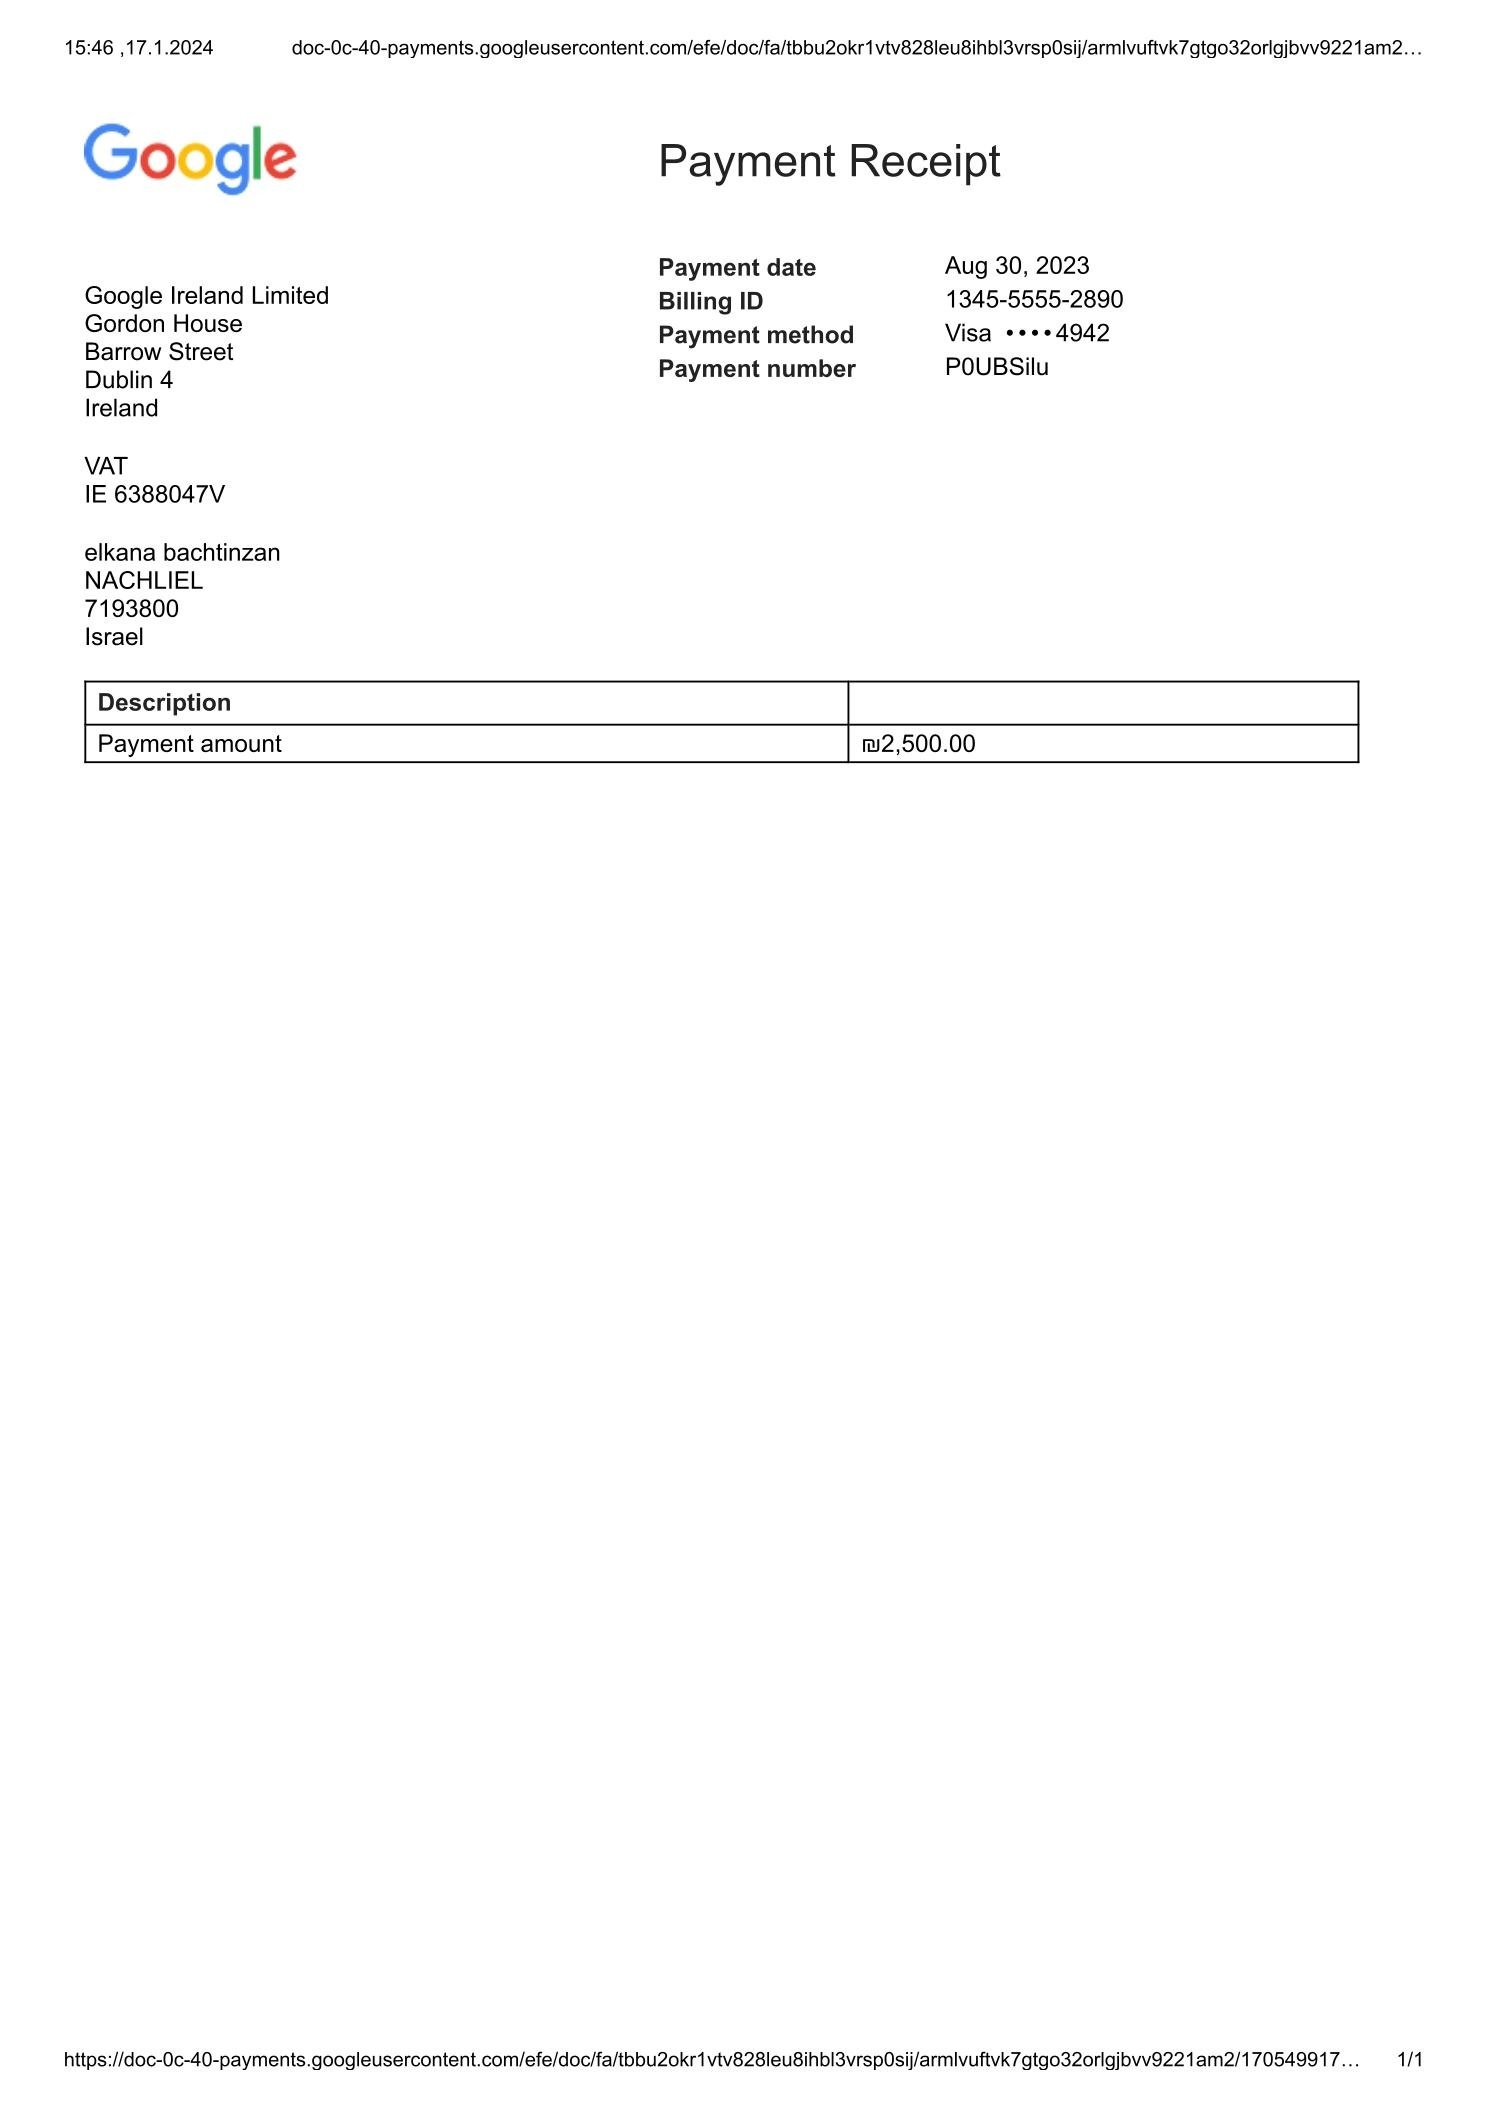 15:46 ,17.1.2024 doc-0c-40-payments.googleusercontent.com/efe/doc/fa/tbbu2okr1vtv828leu8ihbl3vrsp0sij/armlvuftvk7gtgo32orlgjbvv9221am2…
Google
Payment Receipt
Google Ireland Limited
Gordon House
Barrow Street
Dublin 4
Ireland
VAT
IE 6388047V
elkana bachtinzan
NACHLIEL
7193800
Israel
Payment date Aug 30, 2023
Billing ID 1345-5555-2890
Payment method Visa ••••4942
Payment number P0UBSilu
Description
Payment amount ₪2,500.00
https://doc-0c-40-payments.googleusercontent.com/efe/doc/fa/tbbu2okr1vtv828leu8ihbl3vrsp0sij/armlvuftvk7gtgo32orlgjbvv9221am2/170549917… 1/1